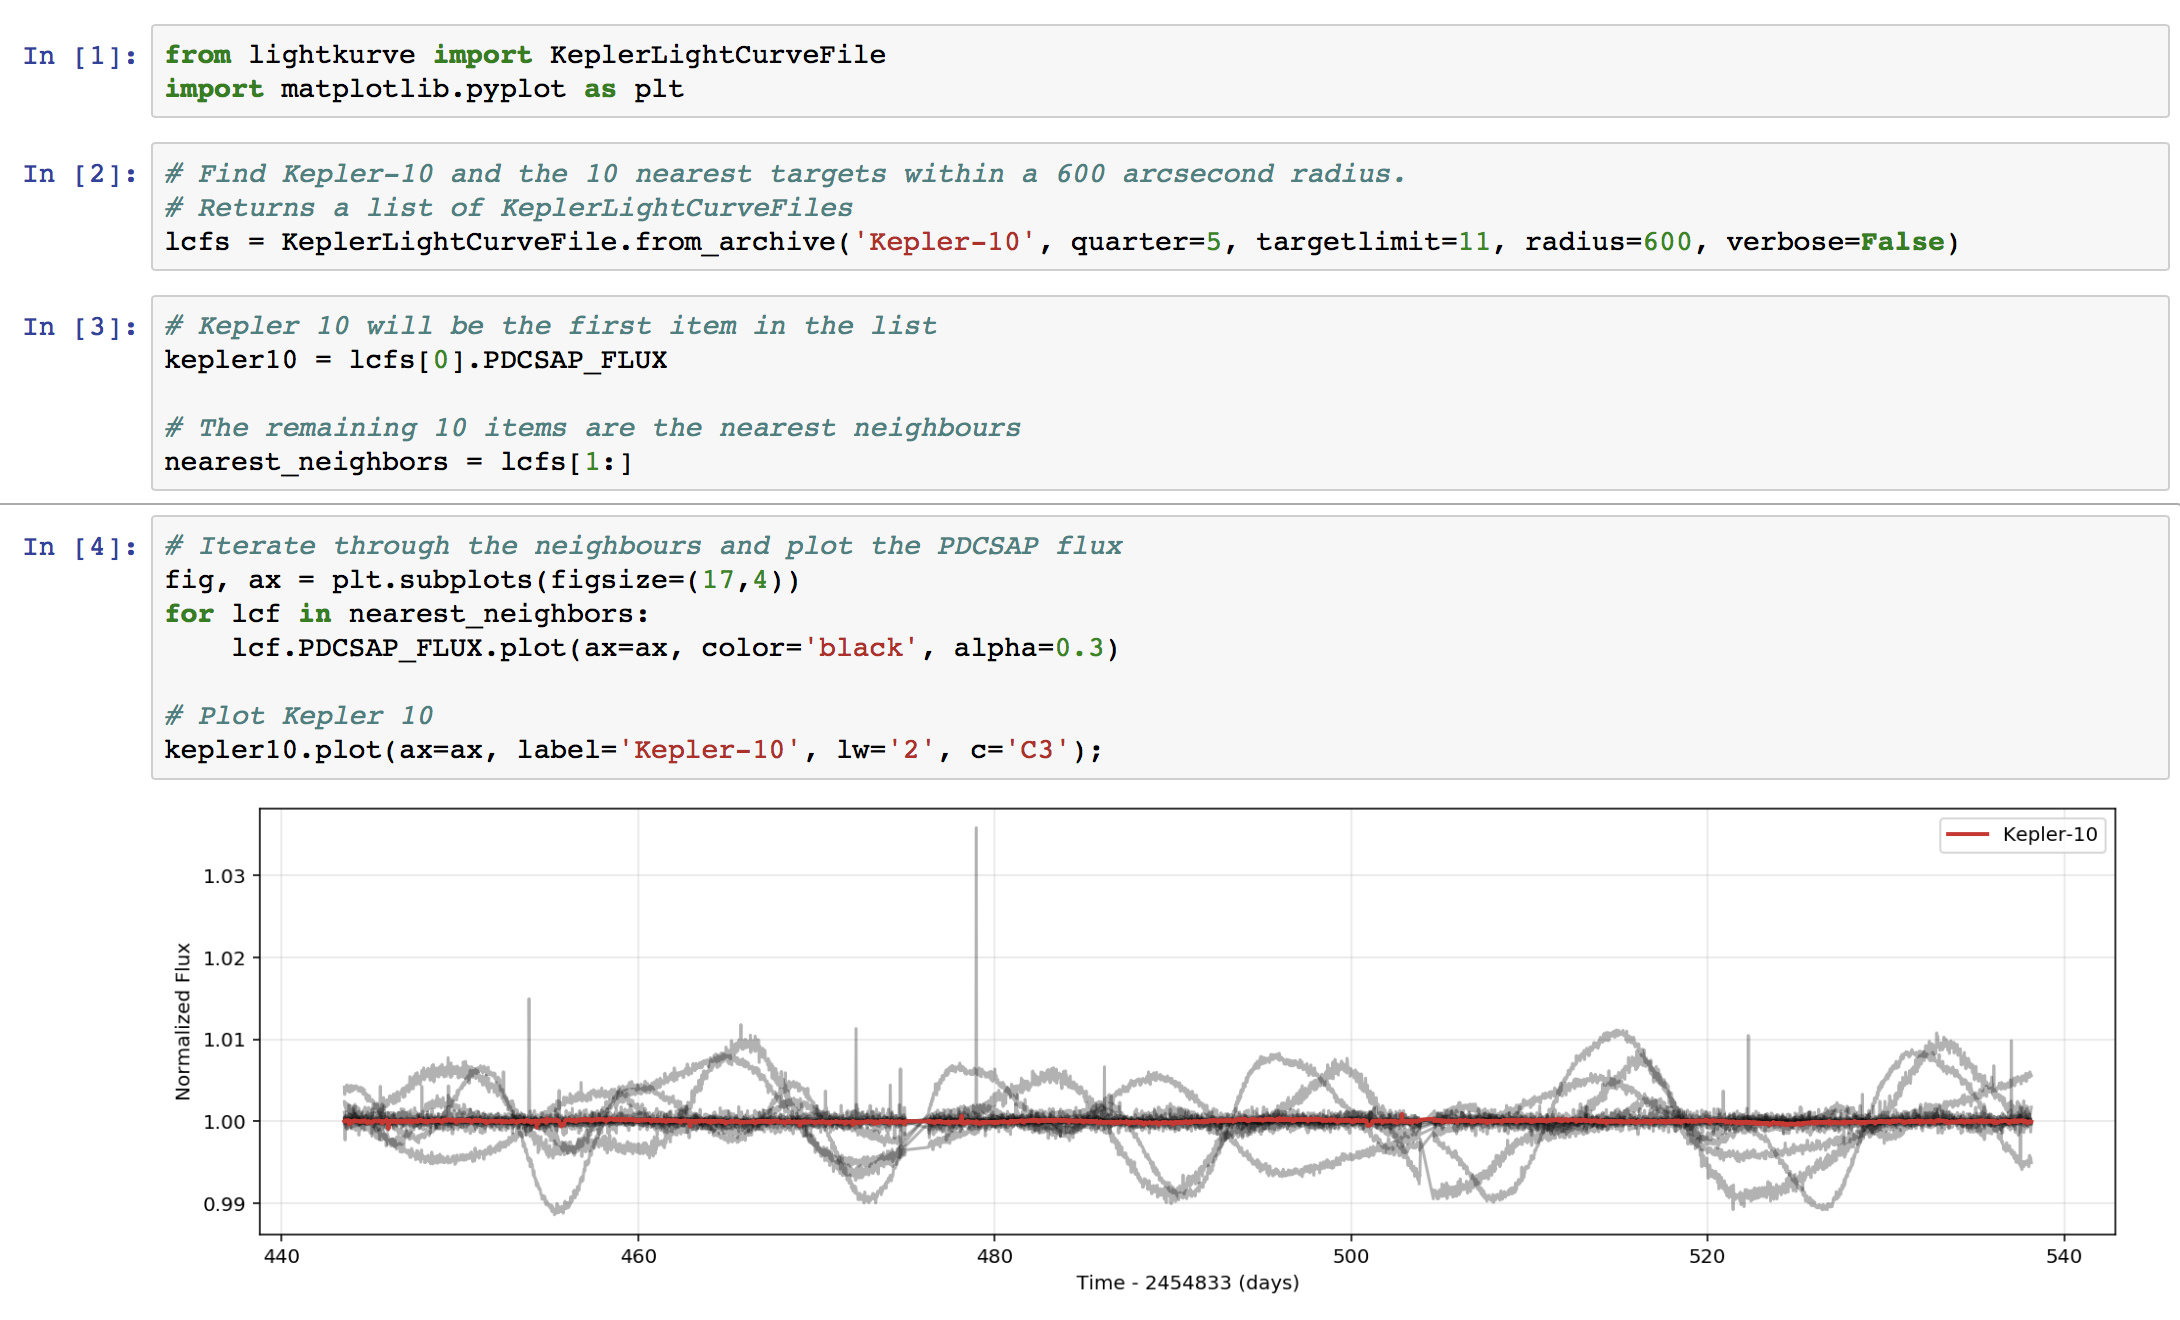 In [1]:
from lightkurve import KeplerLightCurveFile
import matplotlib.pyplot as plt
In [2]:
# Find Kepler-10 and the 10 nearest targets within a 600 arcsecond radius.
# Returns a list of KeplerLightCurveFiles
lcfs = KeplerLightCurveFile.from_archive('Kepler-10', quarter=5, targetlimit=11, radius=600, verbose=False)
In [3]:
# Kepler 10 will be the first item in the list
kepler10 = lcfs[0].PDCSAP_FLUX
# The remaining 10 items are the nearest neighbours
nearest_neighbors = lcfs[1:]
In [4]:
# Iterate through the neighbours and plot the PDCSAP flux
fig, ax = plt.subplots(figsize=(17,4))
for lcf in nearest_neighbors:
    lcf.PDCSAP_FLUX.plot(ax=ax, color='black', alpha=0.3)
# Plot Kepler 10
kepler10.plot(ax=ax, label='Kepler-10', lw='2', c='C3');
Kepler-10
Normalized Flux
1.03
1.02
1.01
1.00
0.99
440 460 480 500 520 540
Time - 2454833 (days)